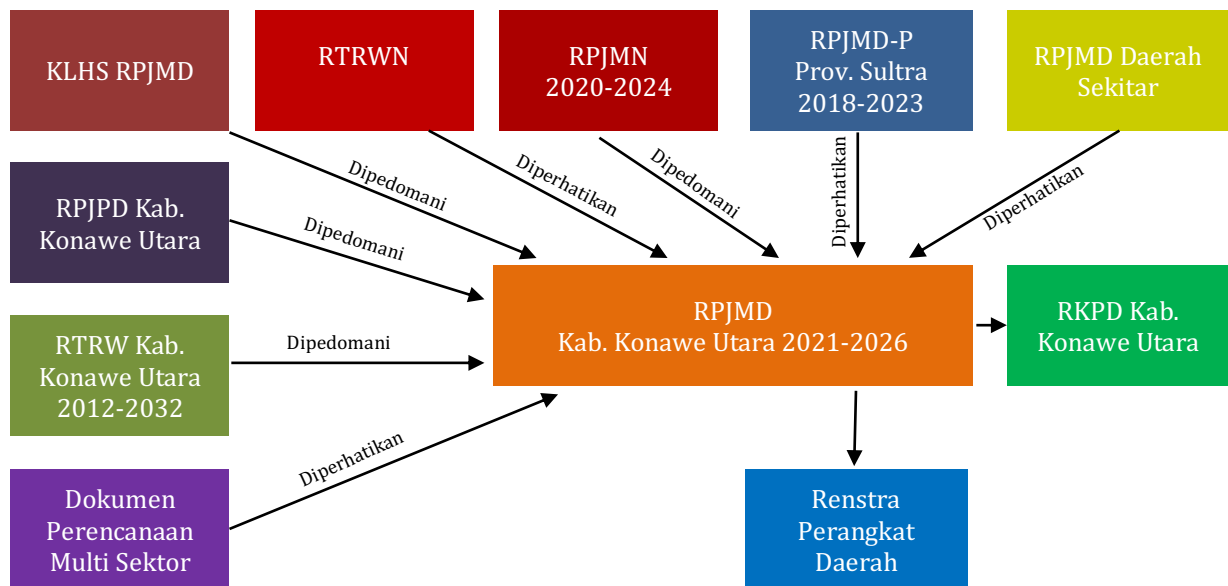 KLHS RPJMD
RTRWN
RPJMN
2020-2024
RPJMD-P
Prov. Sultra
2018-2023
RPJMD Daerah
Sekitar
Dipedomani
Diperhatikan
Dipedomani
Diperhatikan
Diperhatikan
RPJPD Kab.
Konawe Utara
Dipedomani
RPJMD
Kab. Konawe Utara 2021-2026
RKPD Kab.
Konawe Utara
RTRW Kab.
Konawe Utara
2012-2032
Dipedomani
Diperhatikan
Dokumen
Perencanaan
Multi Sektor
Renstra
Perangkat
Daerah